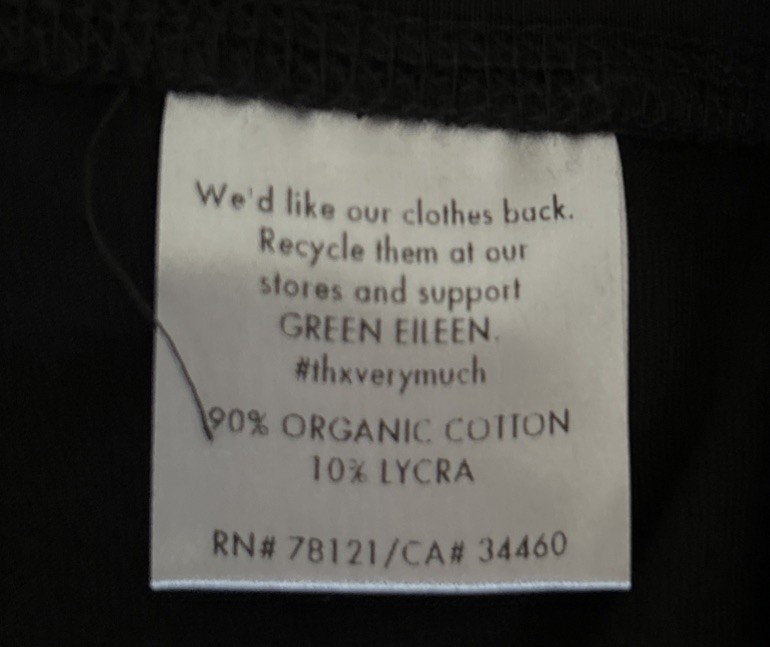 We'd like our clothes back.
Recycle them at our
stores and support
GREEN EILEEN.
#thxverymuch
90% ORGANIC COTTON
10% LYCRA
RN# 78121/CA# 34460